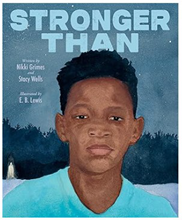 STRONGER
THAN
Written by
Nikki Grimes
and
Stacy Wells
Illustrated by
E. B. Lewis